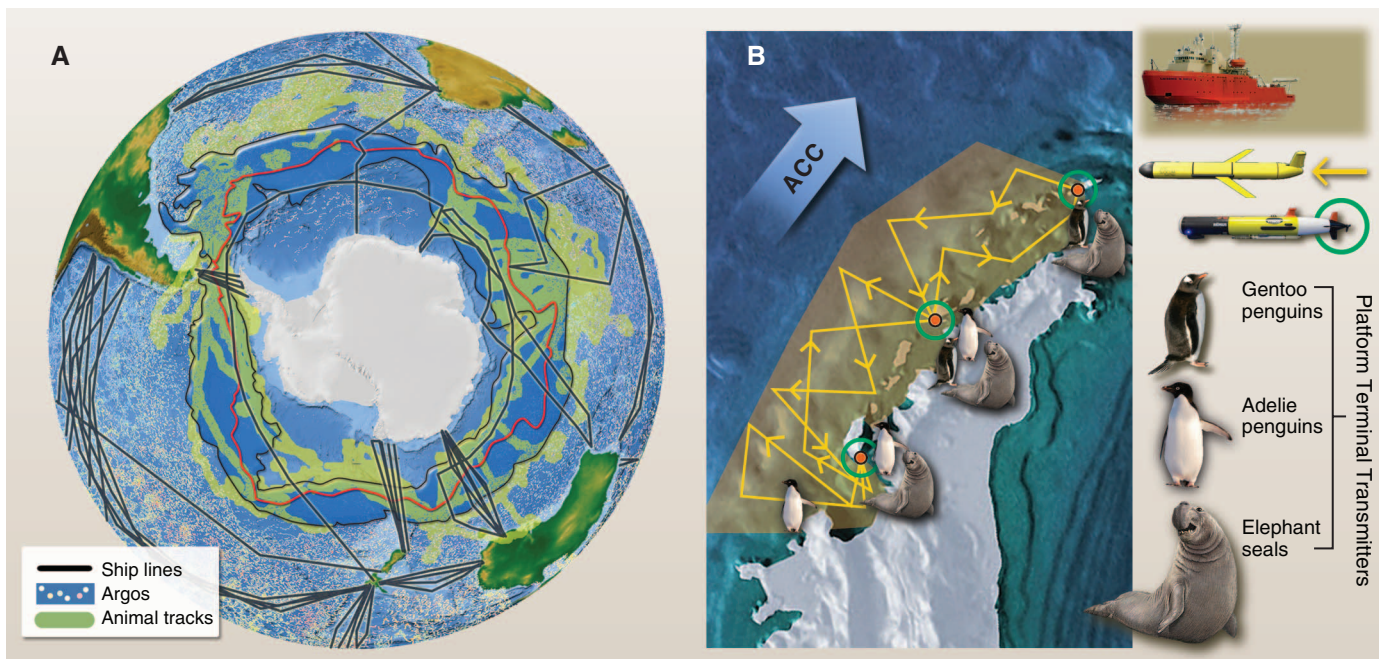 A
Ship lines
Argos
Animal tracks
B
ACC
Gentoo
penguins
Adelie
penguins
Elephant
seals
Platform Terminal Transmitters